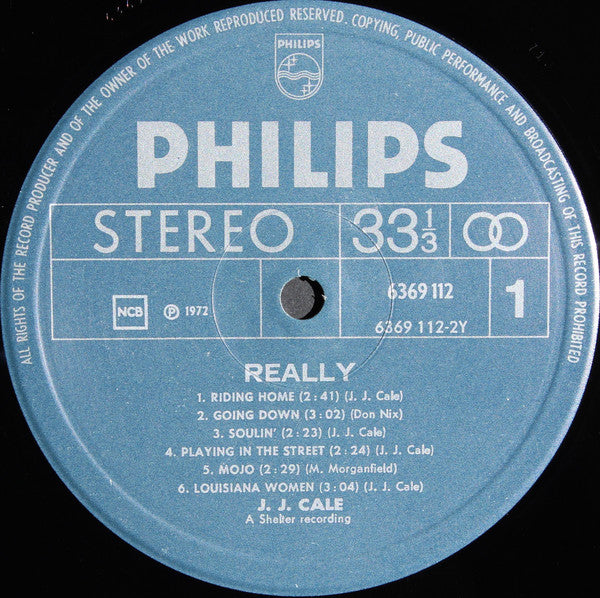 ALL RIGHTS OF THE RECORD PRODUCER AND OF THE OWNER OF THE WORK REPRODUCED RESERVED. COPYING, PUBLIC PERFORMANCE AND BROADCASTING OF THIS RECORD PROHIBITED
PHILIPS
PHILIPS
STEREO 33 1/3
NCB ℗ 1972 6369 112 1
6369 112-2Y
REALLY
1. RIDING HOME (2:41) (J. J. Cale)
2. GOING DOWN (3:02) (Don Nix)
3. SOULIN' (2:23) (J. J. Cale)
4. PLAYING IN THE STREET (2:24) (J. J. Cale)
5. MOJO (2:29) (M. Morganfield)
6. LOUISIANA WOMEN (3:04) (J. J. Cale)
J. J. CALE
A Shelter recording